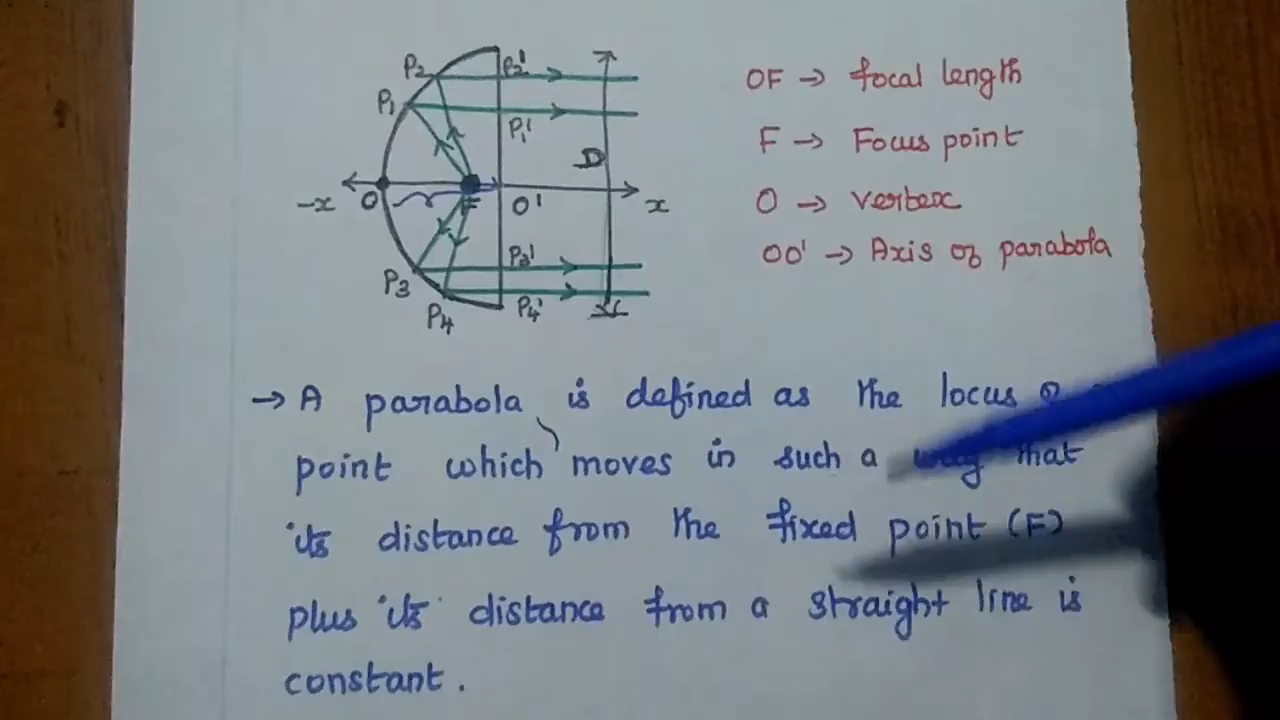 P2 P2'
P1 P1'
D
-x O F O' x
P3 P3'
P4 P4'
OF → focal length
F → Focus point
O → vertex
OO' → Axis of parabola
→ A parabola is defined as the locus
point which moves in such a way that
its distance from the fixed point (F)
plus its distance from a straight line is
constant.